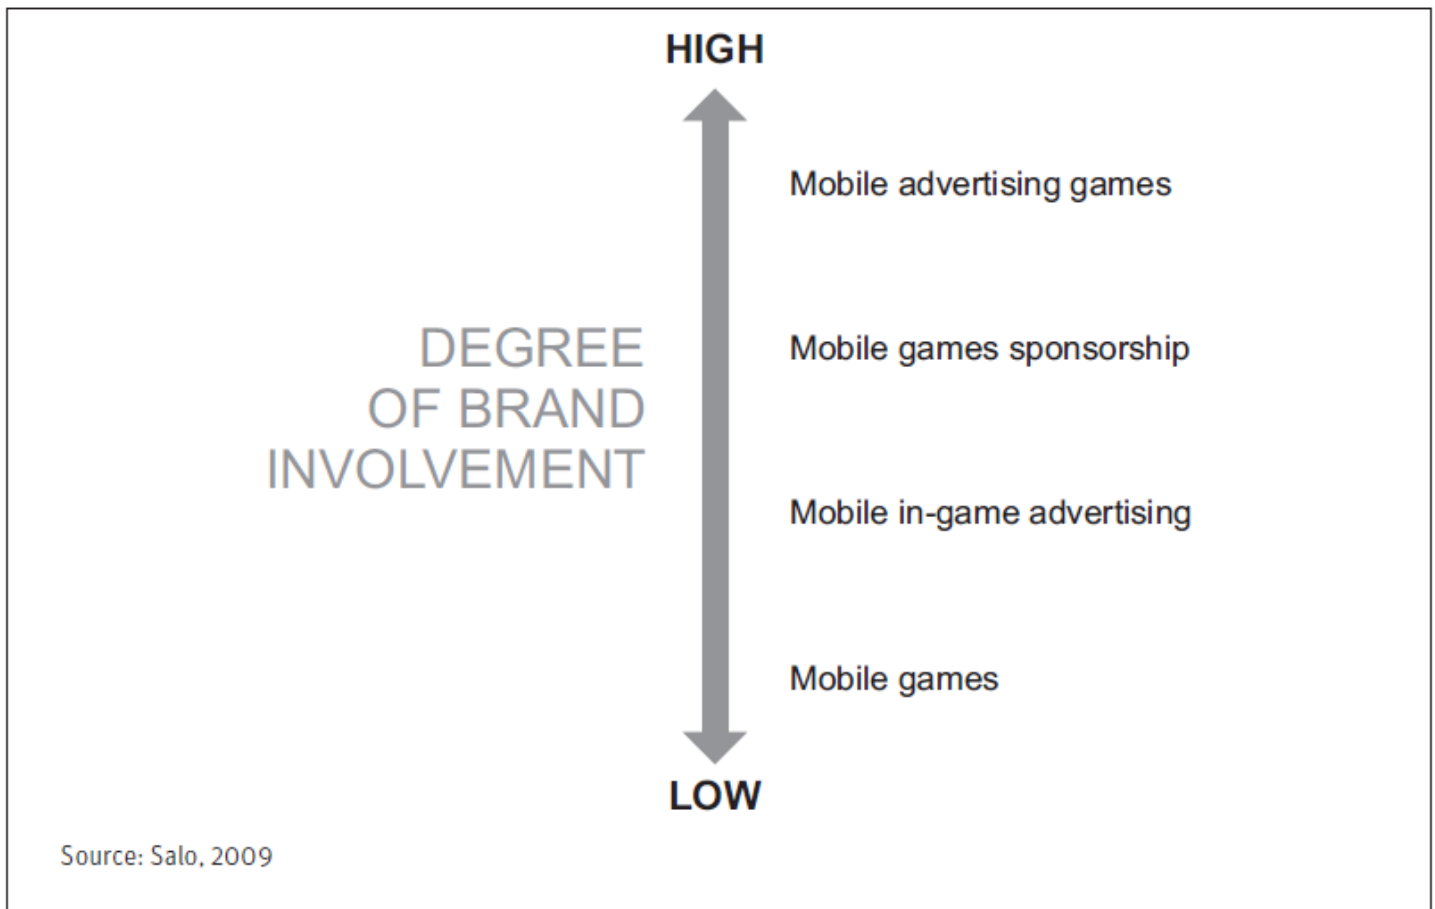 HIGH
Mobile advertising games
DEGREE
OF BRAND
INVOLVEMENT
Mobile games sponsorship
Mobile in-game advertising
Mobile games
LOW
Source: Salo, 2009